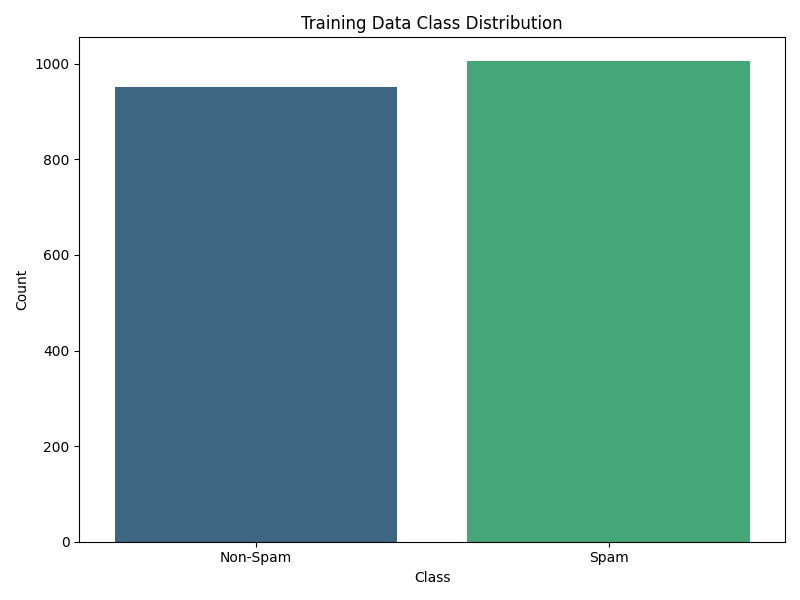 Training Data Class Distribution
1000
800
600
400
200
0
Count
Non-Spam
Spam
Class